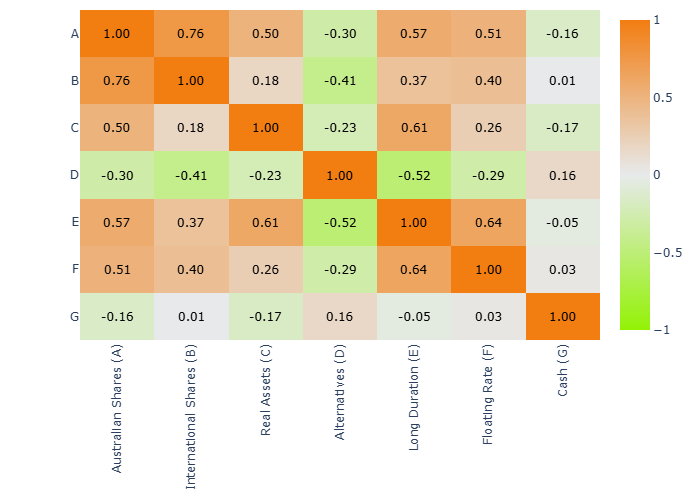 A 1.00 0.76 0.50 -0.30 0.57 0.51 -0.16
B 0.76 1.00 0.18 -0.41 0.37 0.40 0.01
C 0.50 0.18 1.00 -0.23 0.61 0.26 -0.17
D -0.30 -0.41 -0.23 1.00 -0.52 -0.29 0.16
E 0.57 0.37 0.61 -0.52 1.00 0.64 -0.05
F 0.51 0.40 0.26 -0.29 0.64 1.00 0.03
G -0.16 0.01 -0.17 0.16 -0.05 0.03 1.00
Australian Shares (A)
International Shares (B)
Real Assets (C)
Alternatives (D)
Long Duration (E)
Floating Rate (F)
Cash (G)
1
0.5
0
−0.5
−1